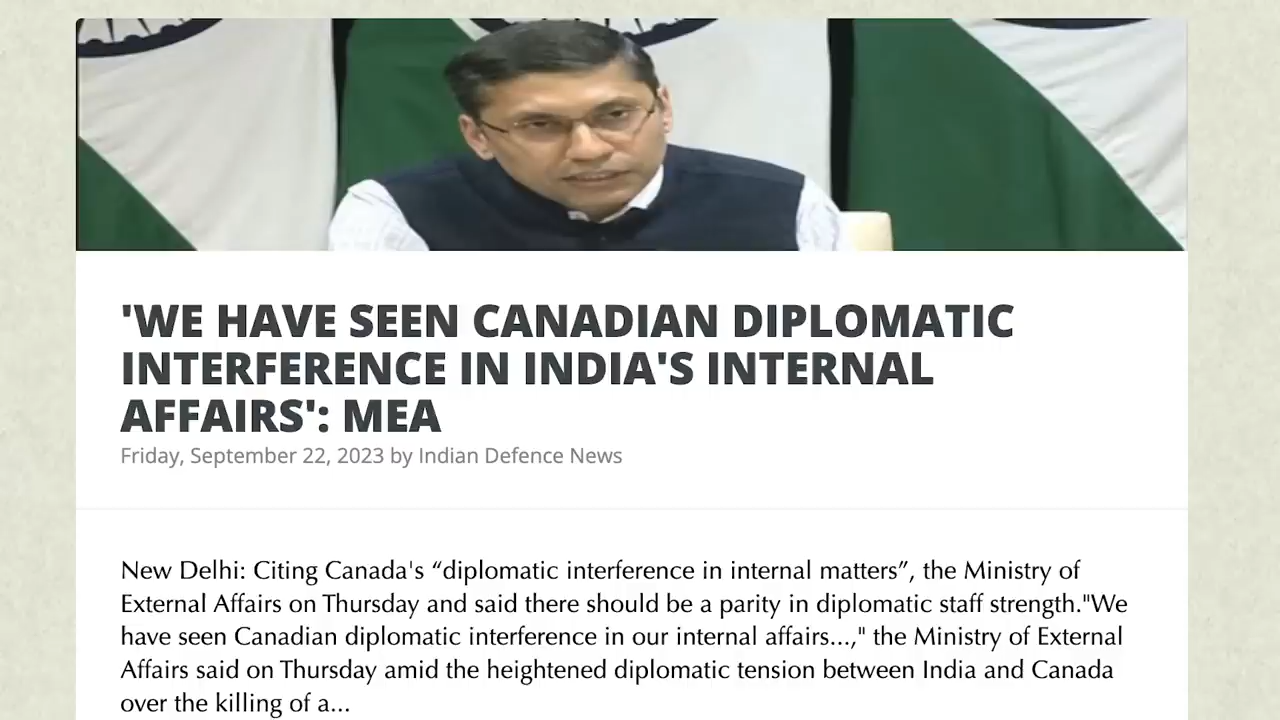 'WE HAVE SEEN CANADIAN DIPLOMATIC
INTERFERENCE IN INDIA'S INTERNAL
AFFAIRS': MEA
Friday, September 22, 2023 by Indian Defence News
New Delhi: Citing Canada's “diplomatic interference in internal matters”, the Ministry of
External Affairs on Thursday and said there should be a parity in diplomatic staff strength."We
have seen Canadian diplomatic interference in our internal affairs...," the Ministry of External
Affairs said on Thursday amid the heightened diplomatic tension between India and Canada
over the killing of a...